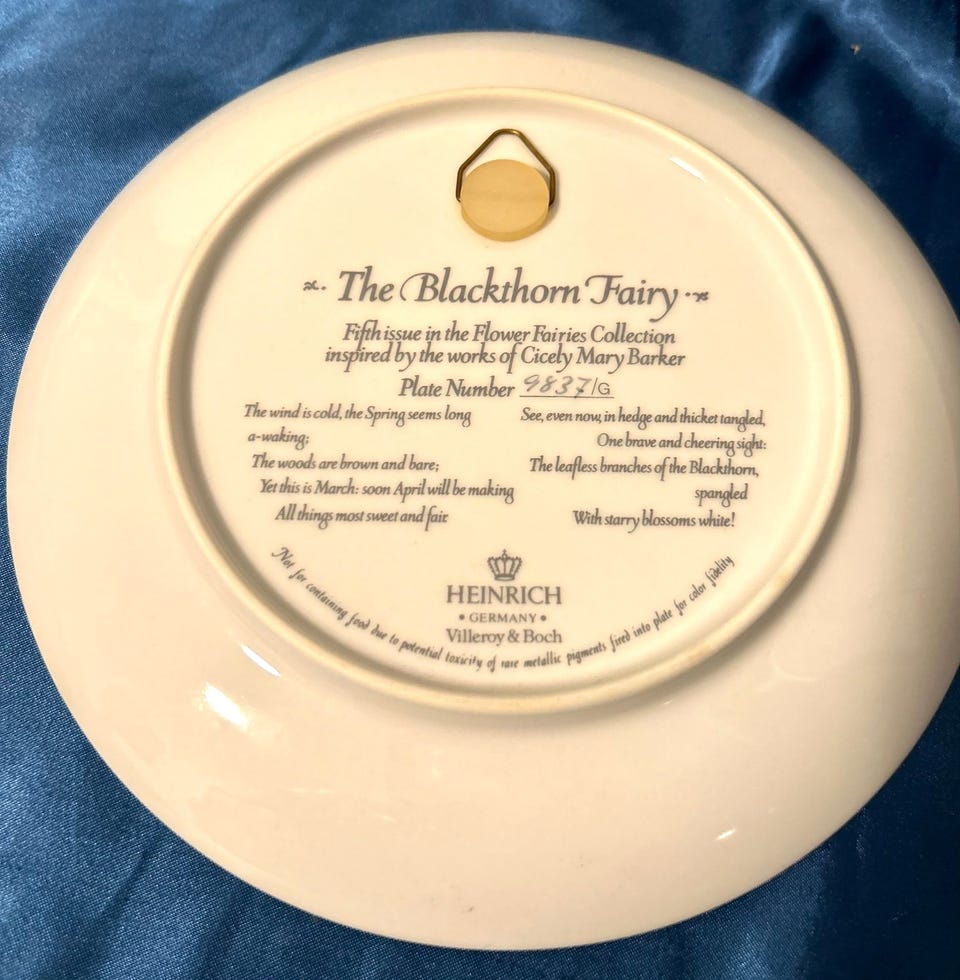 The Blackthorn Fairy
Fifth issue in the Flower Fairies Collection
inspired by the works of Cicely Mary Barker
Plate Number 9837/G
The wind is cold, the Spring seems long
a-waking;
The woods are brown and bare;
Yet this is March: soon April will be making
All things most sweet and fair.
See, even now, in hedge and thicket tangled,
One brave and cheering sight:
The leafless branches of the Blackthorn,
spangled
With starry blossoms white!
HEINRICH
• GERMANY •
Villeroy & Boch
Not for containing food due to potential toxicity of rare metallic pigments fired into plate for color fidelity